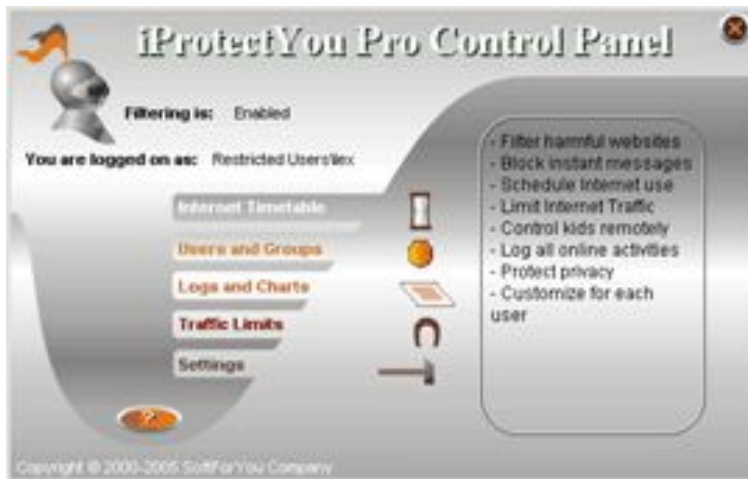 iProtectYou Pro Control Panel
Filtering is: Enabled
You are logged on as: Restricted Users\lex
Internet Timetable
Users and Groups
Logs and Charts
Traffic Limits
Settings
?
- Filter harmful websites
- Block instant messages
- Schedule Internet use
- Limit Internet Traffic
- Control kids remotely
- Log all online activities
- Protect privacy
- Customize for each
user
Copyright © 2000-2005 SoftForYou Company